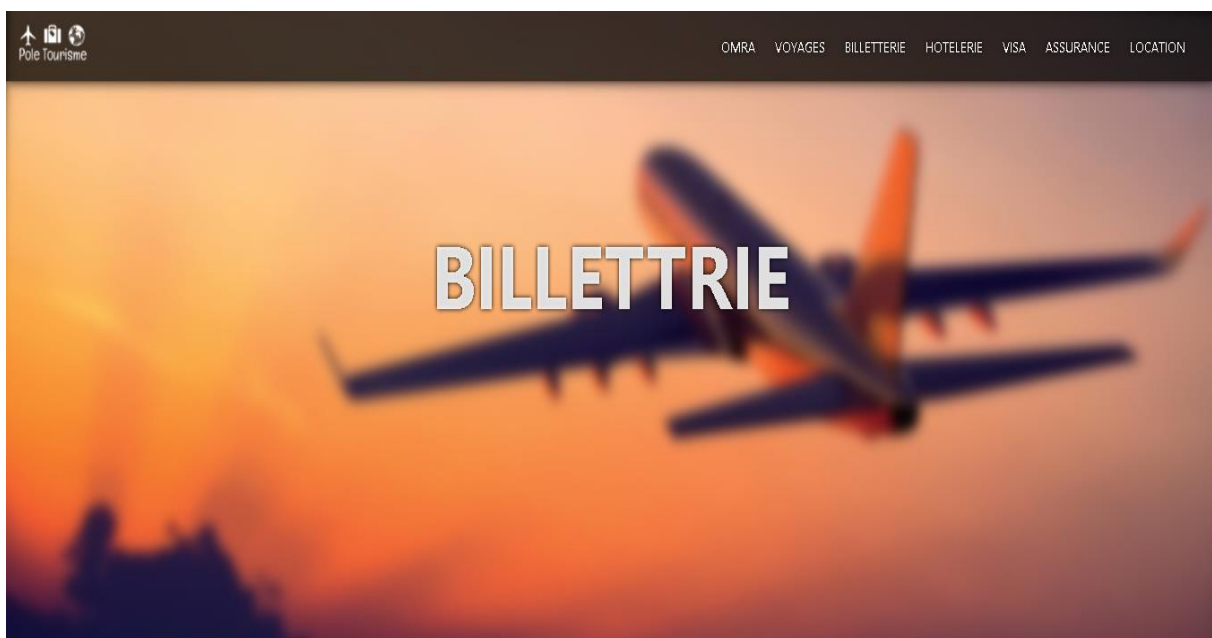 Pole Tourisme
OMRA VOYAGES BILLETTERIE HOTELERIE VISA ASSURANCE LOCATION
BILLETTRIE